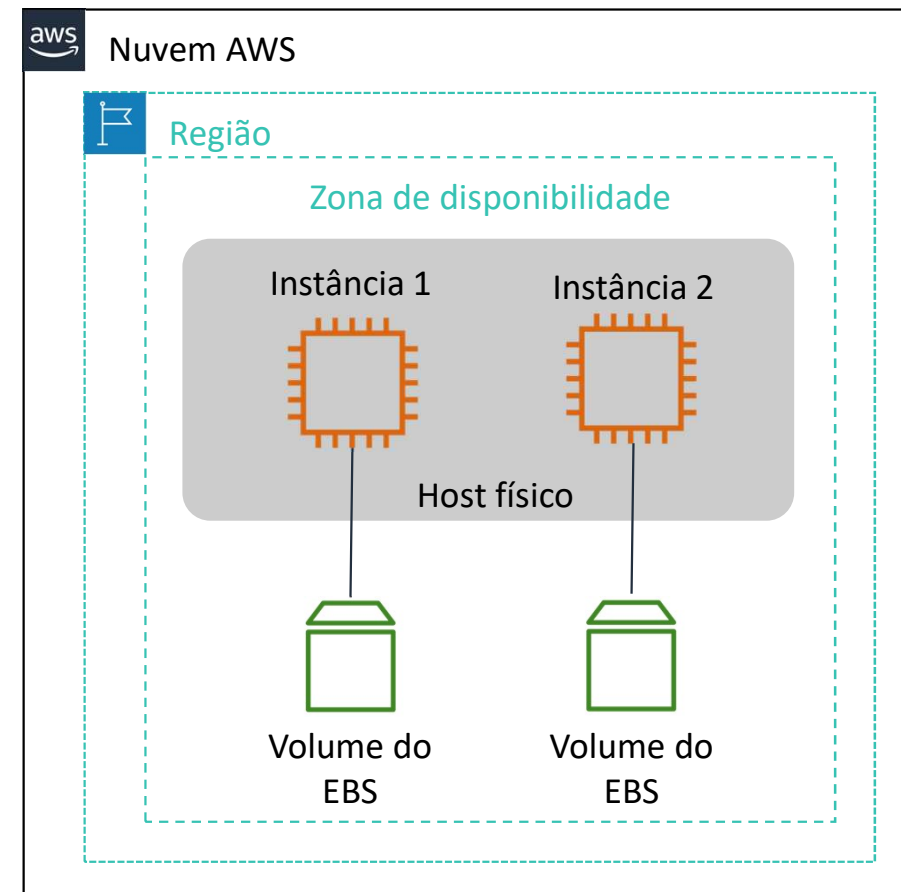 aws
Nuvem AWS
Região
Zona de disponibilidade
Instância 1
Instância 2
Host físico
Volume do
EBS
Volume do
EBS